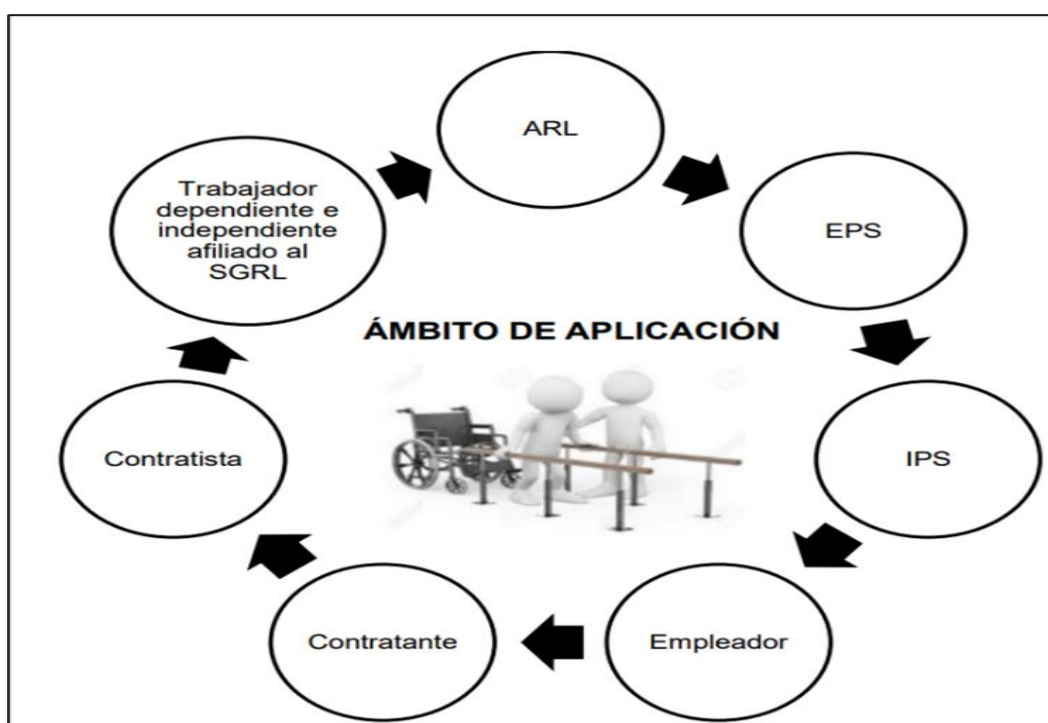 ARL
Trabajador
dependiente e
independiente
afiliado al
SGRL
EPS
ÁMBITO DE APLICACIÓN
Contratista
IPS
Contratante
Empleador